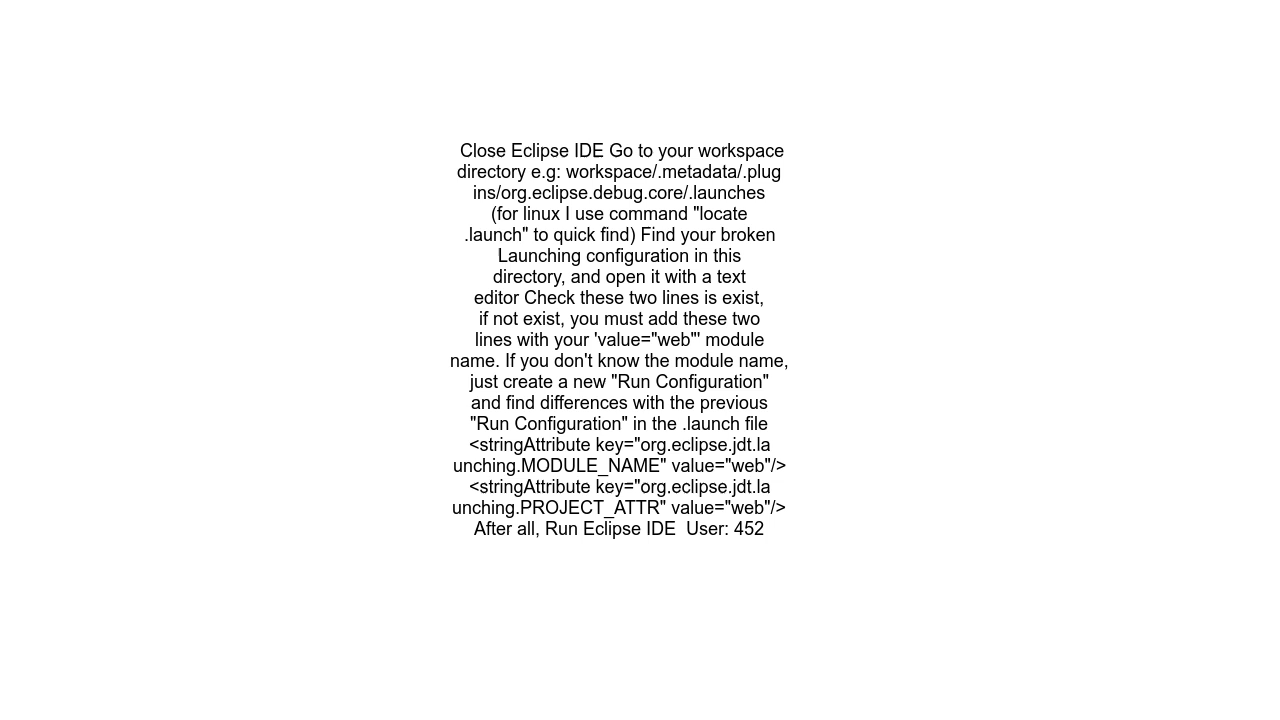 Close Eclipse IDE Go to your workspace
directory e.g: workspace/.metadata/.plug
ins/org.eclipse.debug.core/.launches
(for linux I use command "locate
.launch" to quick find) Find your broken
Launching configuration in this
directory, and open it with a text
editor Check these two lines is exist,
if not exist, you must add these two
lines with your 'value="web"' module
name. If you don't know the module name,
just create a new "Run Configuration"
and find differences with the previous
"Run Configuration" in the .launch file
<stringAttribute key="org.eclipse.jdt.la
unching.MODULE_NAME" value="web"/>
<stringAttribute key="org.eclipse.jdt.la
unching.PROJECT_ATTR" value="web"/>
After all, Run Eclipse IDE  User: 452